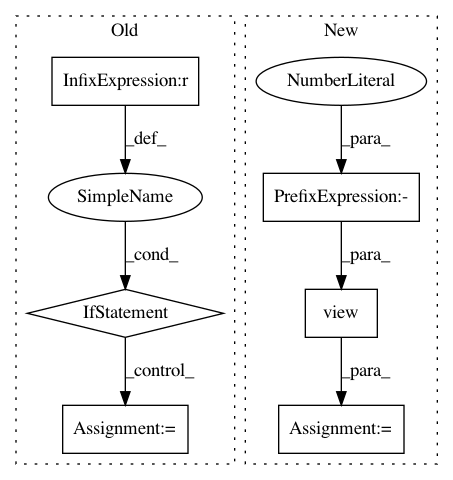 Old
InfixExpression:r
_def_
SimpleName
_cond_
IfStatement
_control_
Assignment:=
New
NumberLiteral
_para_
PrefixExpression:-
_para_
view
_para_
Assignment:=